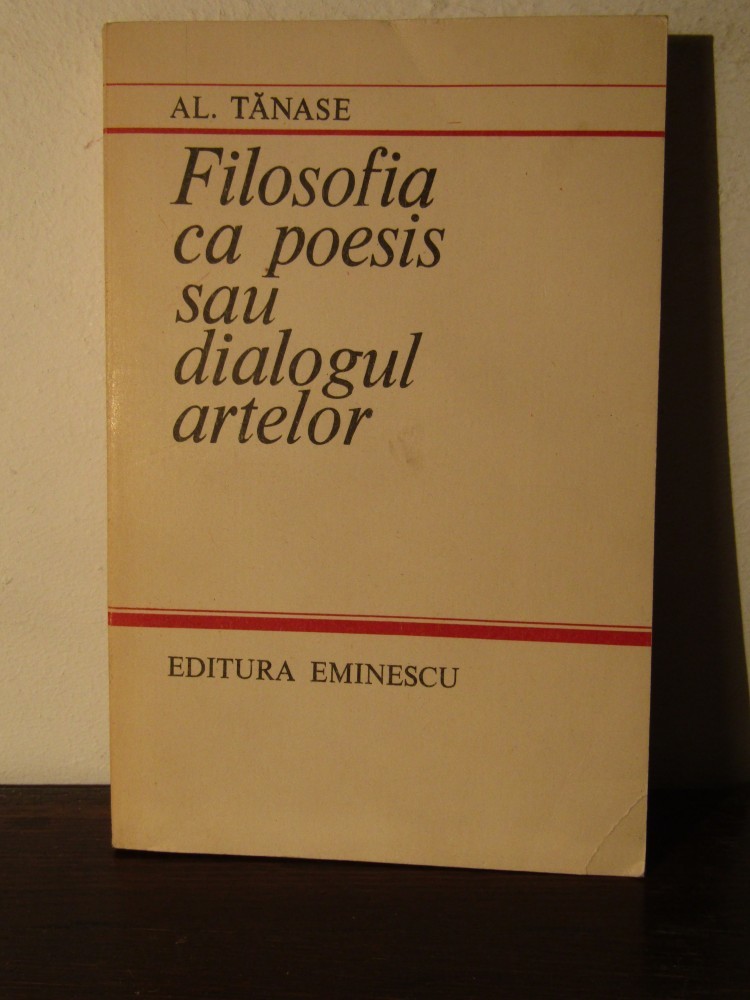 AL. TĂNASE
Filosofia
ca poesis
sau
dialogul
artelor
EDITURA EMINESCU